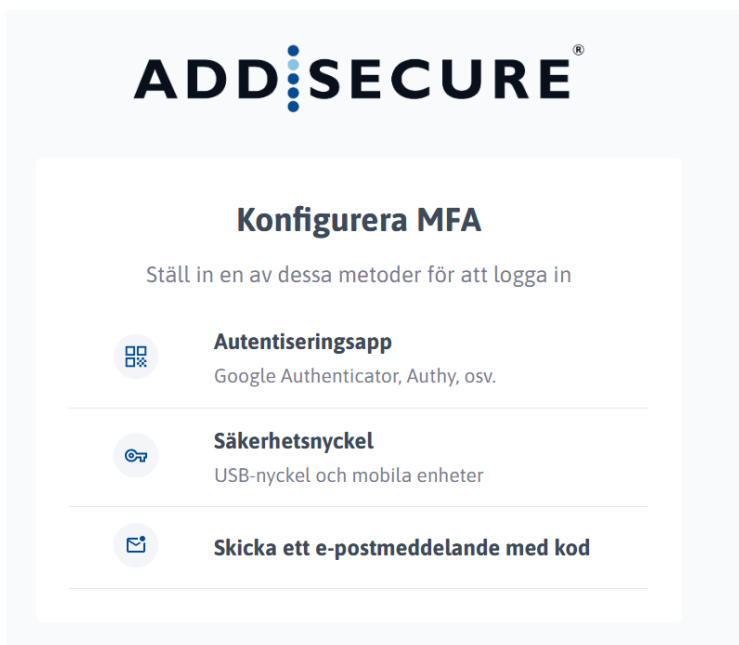 ADDSECURE®
Konfigurera MFA
Ställ in en av dessa metoder för att logga in
Autentiseringsapp
Google Authenticator, Authy, osv.
Säkerhetsnyckel
USB-nyckel och mobila enheter
Skicka ett e-postmeddelande med kod